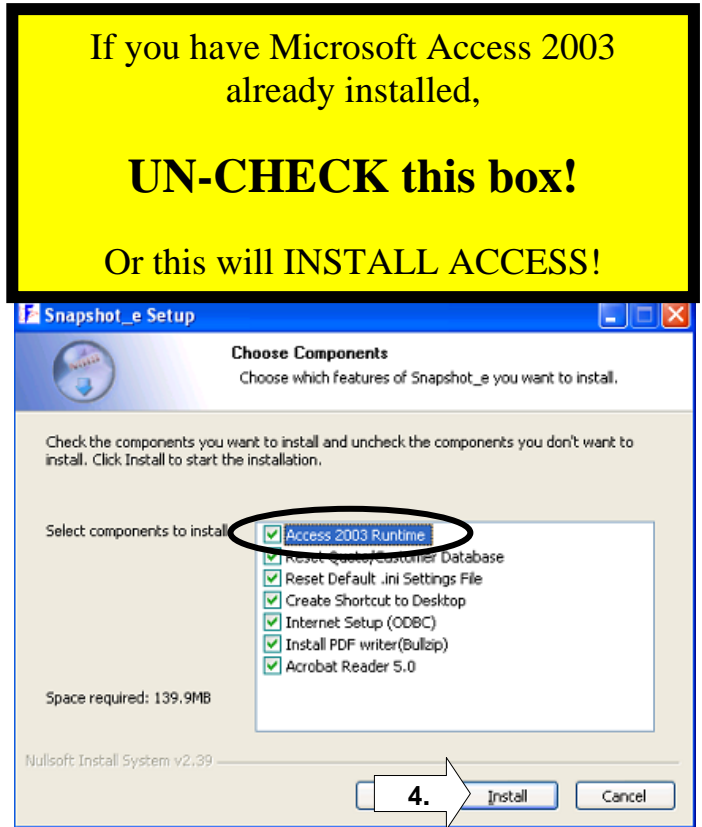 If you have Microsoft Access 2003
already installed,
UN-CHECK this box!
Or this will INSTALL ACCESS!
Snapshot_e Setup
Choose Components
Choose which features of Snapshot_e you want to install.
Check the components you want to install and uncheck the components you don't want to
install. Click Install to start the installation.
Select components to install
Access 2003 Runtime
Reset Quote/Customer Database
Reset Default .ini Settings File
Create Shortcut to Desktop
Internet Setup (ODBC)
Install PDF writer(Bullzip)
Acrobat Reader 5.0
Space required: 139.9MB
Nullsoft Install System v2.39
4.
Install
Cancel